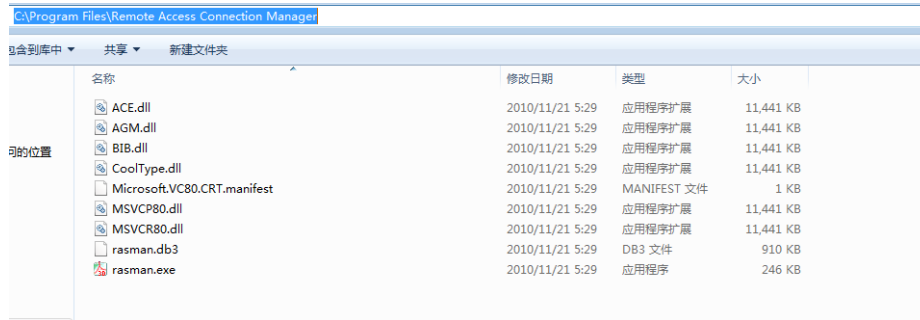 C:\Program Files\Remote Access Connection Manager
包含到库中 共享 新建文件夹
名称 修改日期 类型 大小
ACE.dll 2010/11/21 5:29 应用程序扩展 11,441 KB
AGM.dll 2010/11/21 5:29 应用程序扩展 11,441 KB
BIB.dll 2010/11/21 5:29 应用程序扩展 11,441 KB
问的位置
CoolType.dll 2010/11/21 5:29 应用程序扩展 11,441 KB
Microsoft.VC80.CRT.manifest 2010/11/21 5:29 MANIFEST 文件 1 KB
MSVCP80.dll 2010/11/21 5:29 应用程序扩展 11,441 KB
MSVCR80.dll 2010/11/21 5:29 应用程序扩展 11,441 KB
rasman.db3 2010/11/21 5:29 DB3 文件 910 KB
rasman.exe 2010/11/21 5:29 应用程序 246 KB